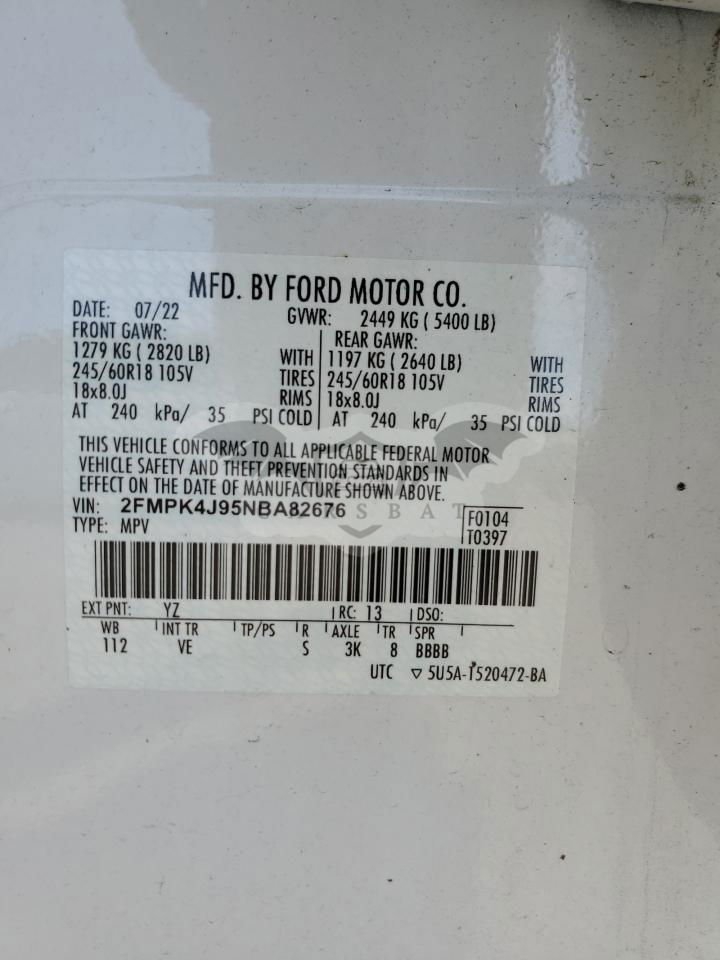 MFD. BY FORD MOTOR CO.
DATE: 07/22 GVWR: 2449 KG ( 5400 LB)
FRONT GAWR: REAR GAWR:
1279 KG ( 2820 LB) WITH 1197 KG ( 2640 LB) WITH
245/60R18 105V TIRES 245/60R18 105V TIRES
18x8.0J RIMS 18x8.0J RIMS
AT 240 kPa/ 35 PSI COLD AT 240 kPa/ 35 PSI COLD
THIS VEHICLE CONFORMS TO ALL APPLICABLE FEDERAL MOTOR
VEHICLE SAFETY AND THEFT PREVENTION STANDARDS IN
EFFECT ON THE DATE OF MANUFACTURE SHOWN ABOVE.
VIN: 2FMPK4J95NBA82676 F0104
TYPE: MPV T0397
CARSBAT
EXT PNT: YZ RC: 13 DSO:
WB INT TR TP/PS R AXLE TR SPR
112 VE S 3K 8 BBBB
UTC ▽ 5U5A-1520472-BA